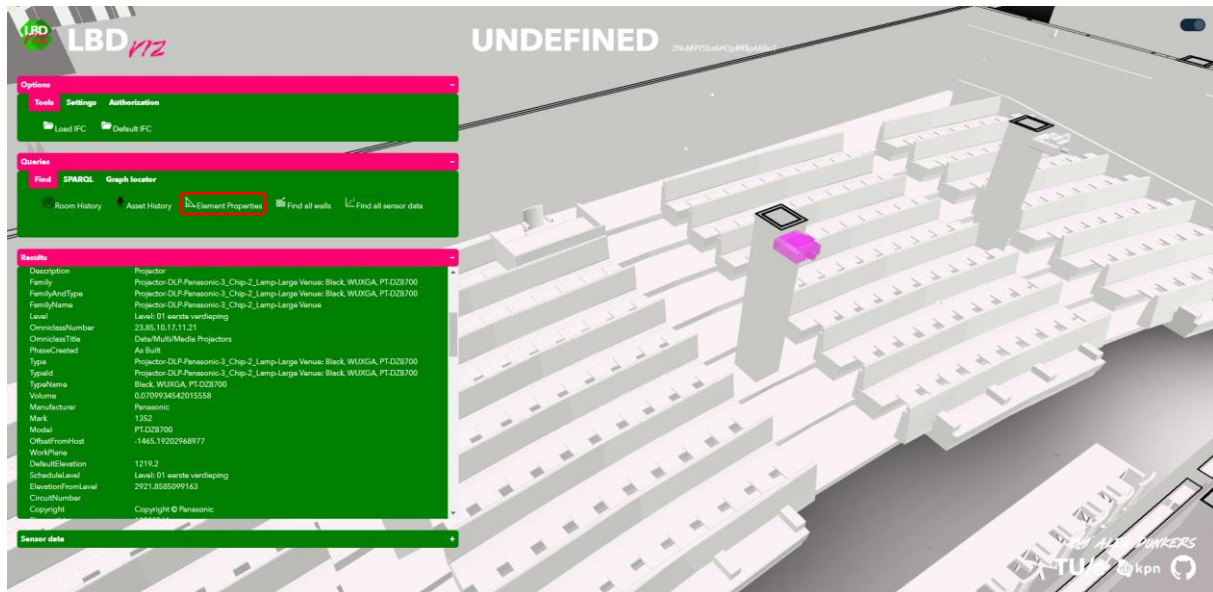 LBD
LBD viz
UNDEFINED
Options
Tools Settings Authorization
Load IFC Default IFC
Queries
Find SPARQL Graph locator
Room History Asset History Element Properties Find all walls Find all sensor data
Results
Description Projector
Family Projector-DLP-Panasonic-3_Chip-2_Lamp-Large Venue: Black, WUXGA, PT-DZ8700
FamilyAndType Projector-DLP-Panasonic-3_Chip-2_Lamp-Large Venue: Black, WUXGA, PT-DZ8700
FamilyName Projector-DLP-Panasonic-3_Chip-2_Lamp-Large Venue
Level Level: 01 eerste verdieping
OmniclassNumber 23.85.10.17.11.21
OmniclassTitle Data/Multi/Media Projectors
PhaseCreated As Built
Type Projector-DLP-Panasonic-3_Chip-2_Lamp-Large Venue: Black, WUXGA, PT-DZ8700
TypeId Projector-DLP-Panasonic-3_Chip-2_Lamp-Large Venue: Black, WUXGA, PT-DZ8700
TypeName Black, WUXGA, PT-DZ8700
Volume 0.0709934542015558
Manufacturer Panasonic
Mark 1352
Model PT-DZ8700
OffsetFromHost -1465.19202968977
WorkPlane
DefaultElevation 1219.2
ScheduleLevel Level: 01 eerste verdieping
ElevationFromLevel 2921.8585099163
CircuitNumber
Copyright Copyright © Panasonic
Sensor data
BY ALEX DONKERS
TU/e kpn